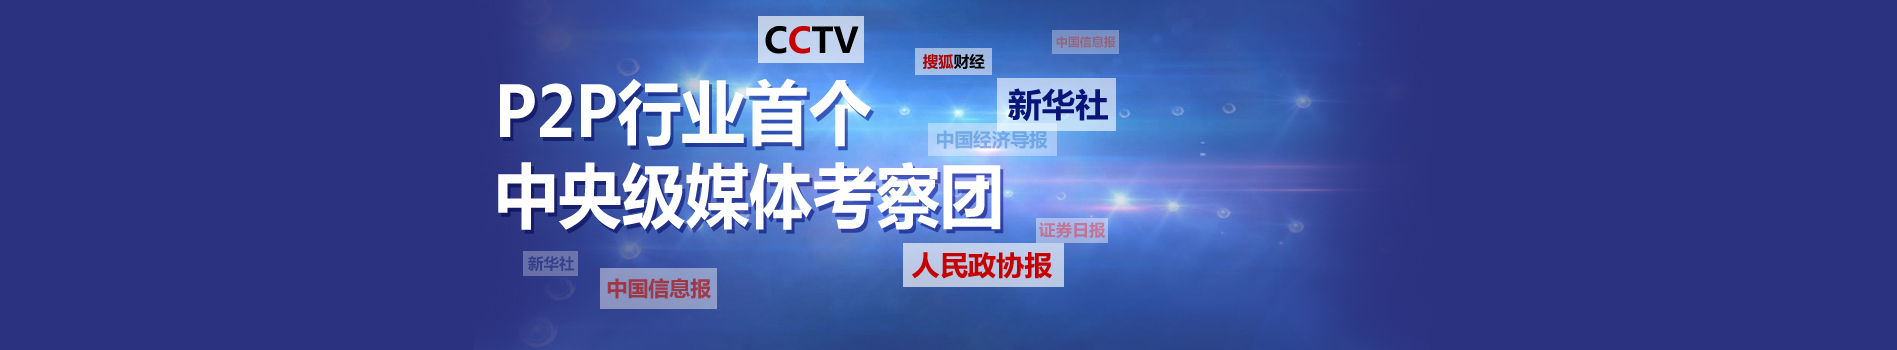 CCTV
中国信息报
搜狐财经
P2P行业首个
新华社
中国经济导报
中央级媒体考察团
证券日报
新华社
人民政协报
中国信息报